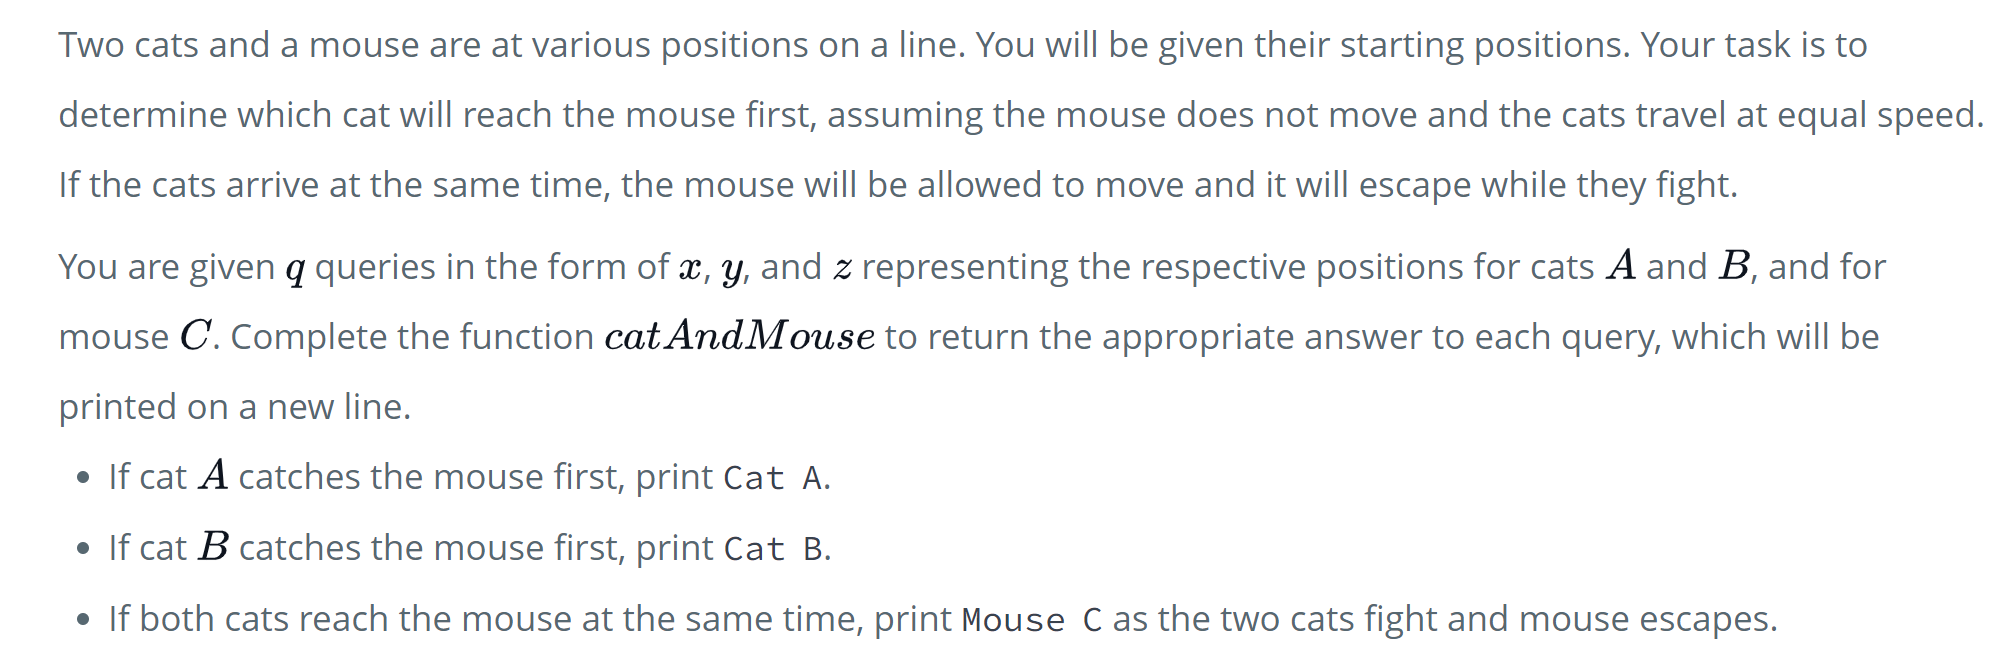 Two cats and a mouse are at various positions on a line. You will be given their starting positions. Your task is to
determine which cat will reach the mouse first, assuming the mouse does not move and the cats travel at equal speed.
If the cats arrive at the same time, the mouse will be allowed to move and it will escape while they fight.
You are given q queries in the form of x, y, and z representing the respective positions for cats A and B, and for
mouse C. Complete the function catAndMouse to return the appropriate answer to each query, which will be
printed on a new line.
• If cat A catches the mouse first, print Cat A.
• If cat B catches the mouse first, print Cat B.
• If both cats reach the mouse at the same time, print Mouse C as the two cats fight and mouse escapes.